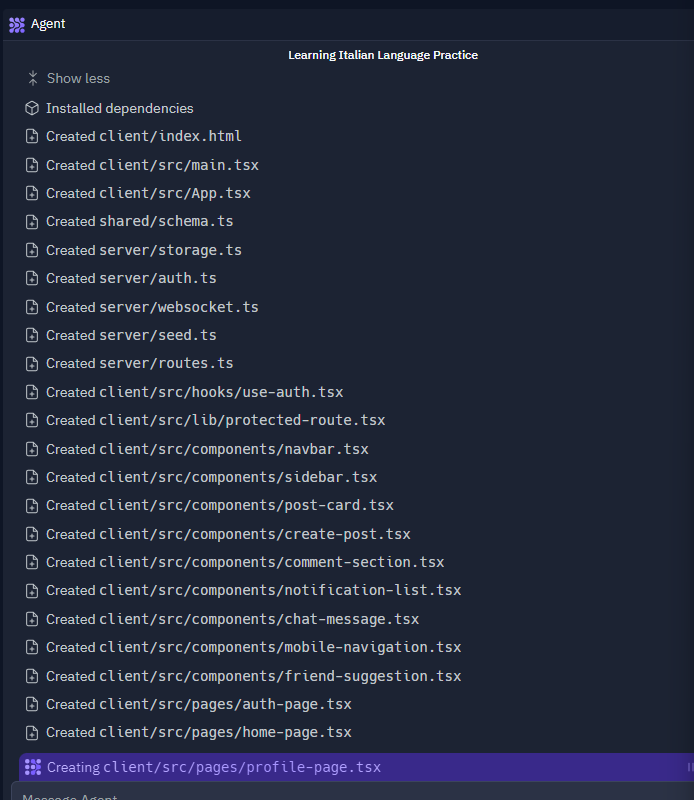 Agent
Learning Italian Language Practice
Show less
Installed dependencies
Created client/index.html
Created client/src/main.tsx
Created client/src/App.tsx
Created shared/schema.ts
Created server/storage.ts
Created server/auth.ts
Created server/websocket.ts
Created server/seed.ts
Created server/routes.ts
Created client/src/hooks/use-auth.tsx
Created client/src/lib/protected-route.tsx
Created client/src/components/navbar.tsx
Created client/src/components/sidebar.tsx
Created client/src/components/post-card.tsx
Created client/src/components/create-post.tsx
Created client/src/components/comment-section.tsx
Created client/src/components/notification-list.tsx
Created client/src/components/chat-message.tsx
Created client/src/components/mobile-navigation.tsx
Created client/src/components/friend-suggestion.tsx
Created client/src/pages/auth-page.tsx
Created client/src/pages/home-page.tsx
Creating client/src/pages/profile-page.tsx
Message Agent